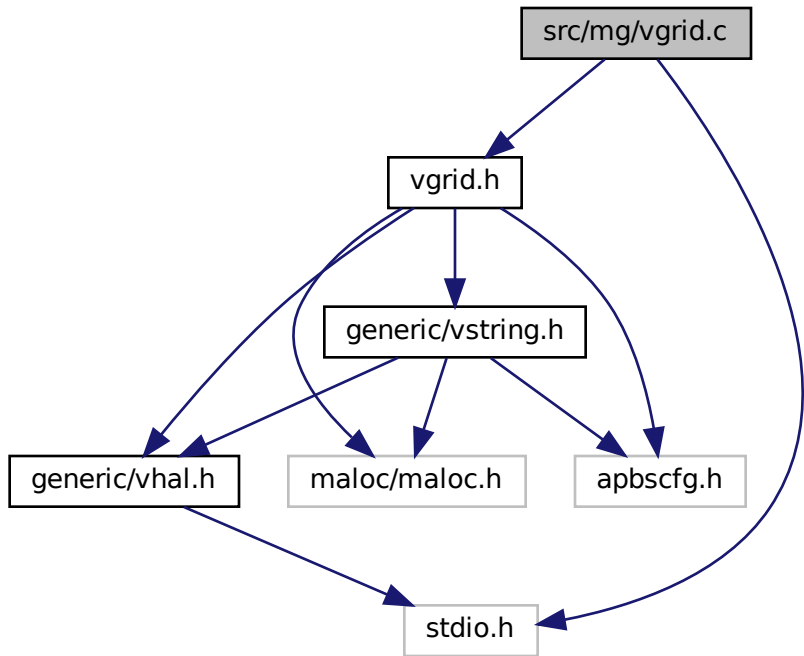 src/mg/vgrid.c
vgrid.h
generic/vstring.h
generic/vhal.h
maloc/maloc.h
apbscfg.h
stdio.h